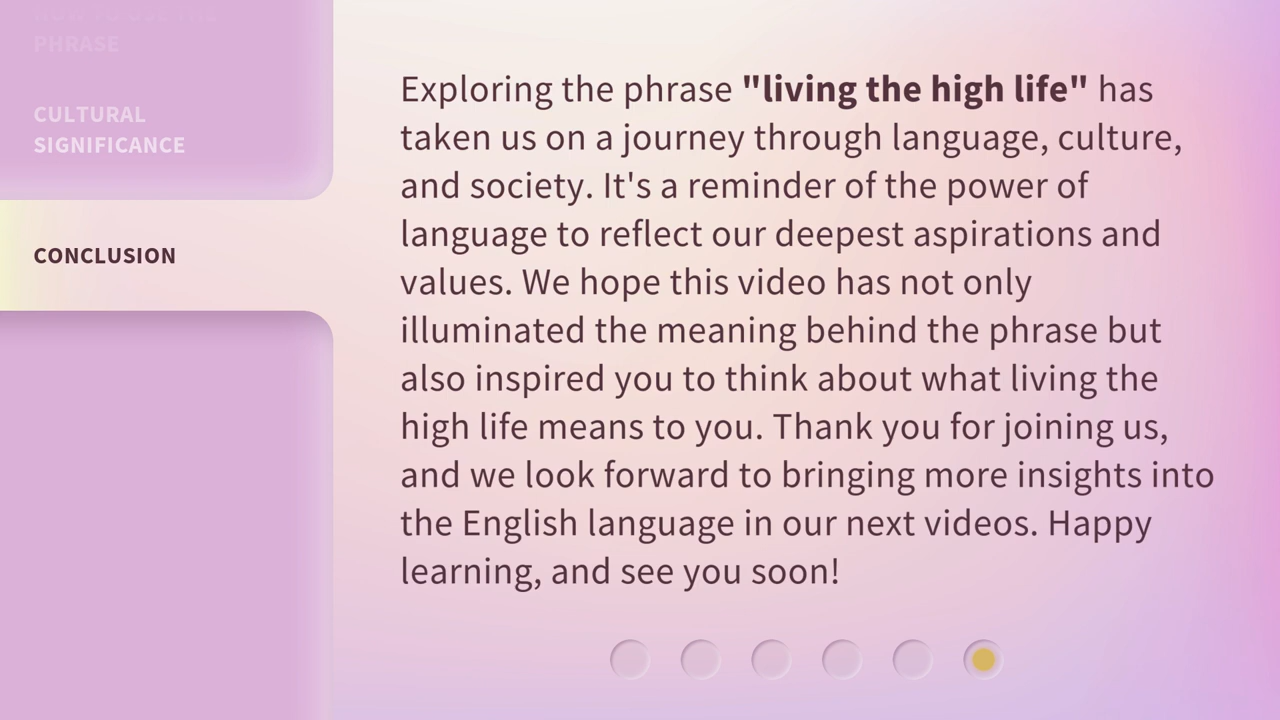 PHRASE
CULTURAL
SIGNIFICANCE
CONCLUSION
Exploring the phrase "living the high life" has
taken us on a journey through language, culture,
and society. It's a reminder of the power of
language to reflect our deepest aspirations and
values. We hope this video has not only
illuminated the meaning behind the phrase but
also inspired you to think about what living the
high life means to you. Thank you for joining us,
and we look forward to bringing more insights into
the English language in our next videos. Happy
learning, and see you soon!